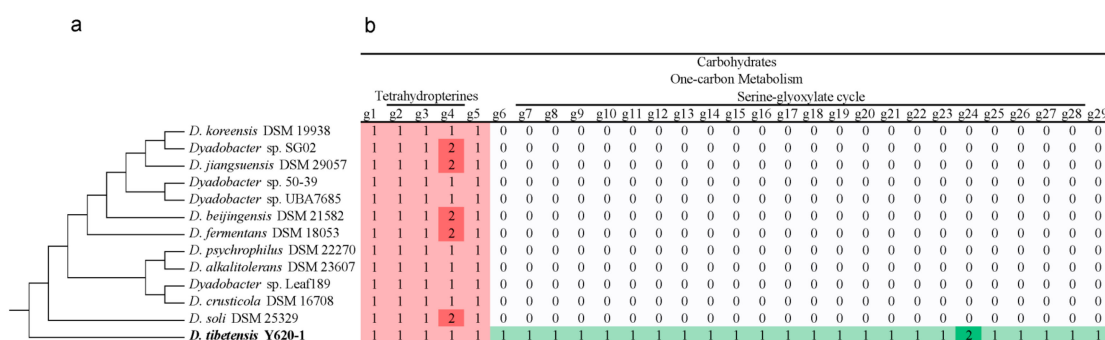 a b
Carbohydrates
One-carbon Metabolism
Tetrahydropterines Serine-glyoxylate cycle
g1 g2 g3 g4 g5 g6 g7 g8 g9 g10 g11 g12 g13 g14 g15 g16 g17 g18 g19 g20 g21 g22 g23 g24 g25 g26 g27 g28 g29
D. koreensis DSM 19938 1 1 1 1 1 0 0 0 0 0 0 0 0 0 0 0 0 0 0 0 0 0 0 0 0 0 0 0 0
Dyadobacter sp. SG02 1 1 1 2 1 0 0 0 0 0 0 0 0 0 0 0 0 0 0 0 0 0 0 0 0 0 0 0 0
D. jiangsuensis DSM 29057 1 1 1 2 1 0 0 0 0 0 0 0 0 0 0 0 0 0 0 0 0 0 0 0 0 0 0 0 0
Dyadobacter sp. 50-39 1 1 1 1 1 0 0 0 0 0 0 0 0 0 0 0 0 0 0 0 0 0 0 0 0 0 0 0 0
Dyadobacter sp. UBA7685 1 1 1 1 1 0 0 0 0 0 0 0 0 0 0 0 0 0 0 0 0 0 0 0 0 0 0 0 0
D. beijingensis DSM 21582 1 1 1 2 1 0 0 0 0 0 0 0 0 0 0 0 0 0 0 0 0 0 0 0 0 0 0 0 0
D. fermentans DSM 18053 1 1 1 2 1 0 0 0 0 0 0 0 0 0 0 0 0 0 0 0 0 0 0 0 0 0 0 0 0
D. psychrophilus DSM 22270 1 1 1 1 1 0 0 0 0 0 0 0 0 0 0 0 0 0 0 0 0 0 0 0 0 0 0 0 0
D. alkalitolerans DSM 23607 1 1 1 1 1 0 0 0 0 0 0 0 0 0 0 0 0 0 0 0 0 0 0 0 0 0 0 0 0
Dyadobacter sp. Leaf189 1 1 1 1 1 0 0 0 0 0 0 0 0 0 0 0 0 0 0 0 0 0 0 0 0 0 0 0 0
D. crusticola DSM 16708 1 1 1 1 1 0 0 0 0 0 0 0 0 0 0 0 0 0 0 0 0 0 0 0 0 0 0 0 0
D. soli DSM 25329 1 1 1 2 1 0 0 0 0 0 0 0 0 0 0 0 0 0 0 0 0 0 0 0 0 0 0 0 0
D. tibetensis Y620-1 1 1 1 1 1 1 1 1 1 1 1 1 1 1 1 1 1 1 1 1 1 1 1 2 1 1 1 1 1